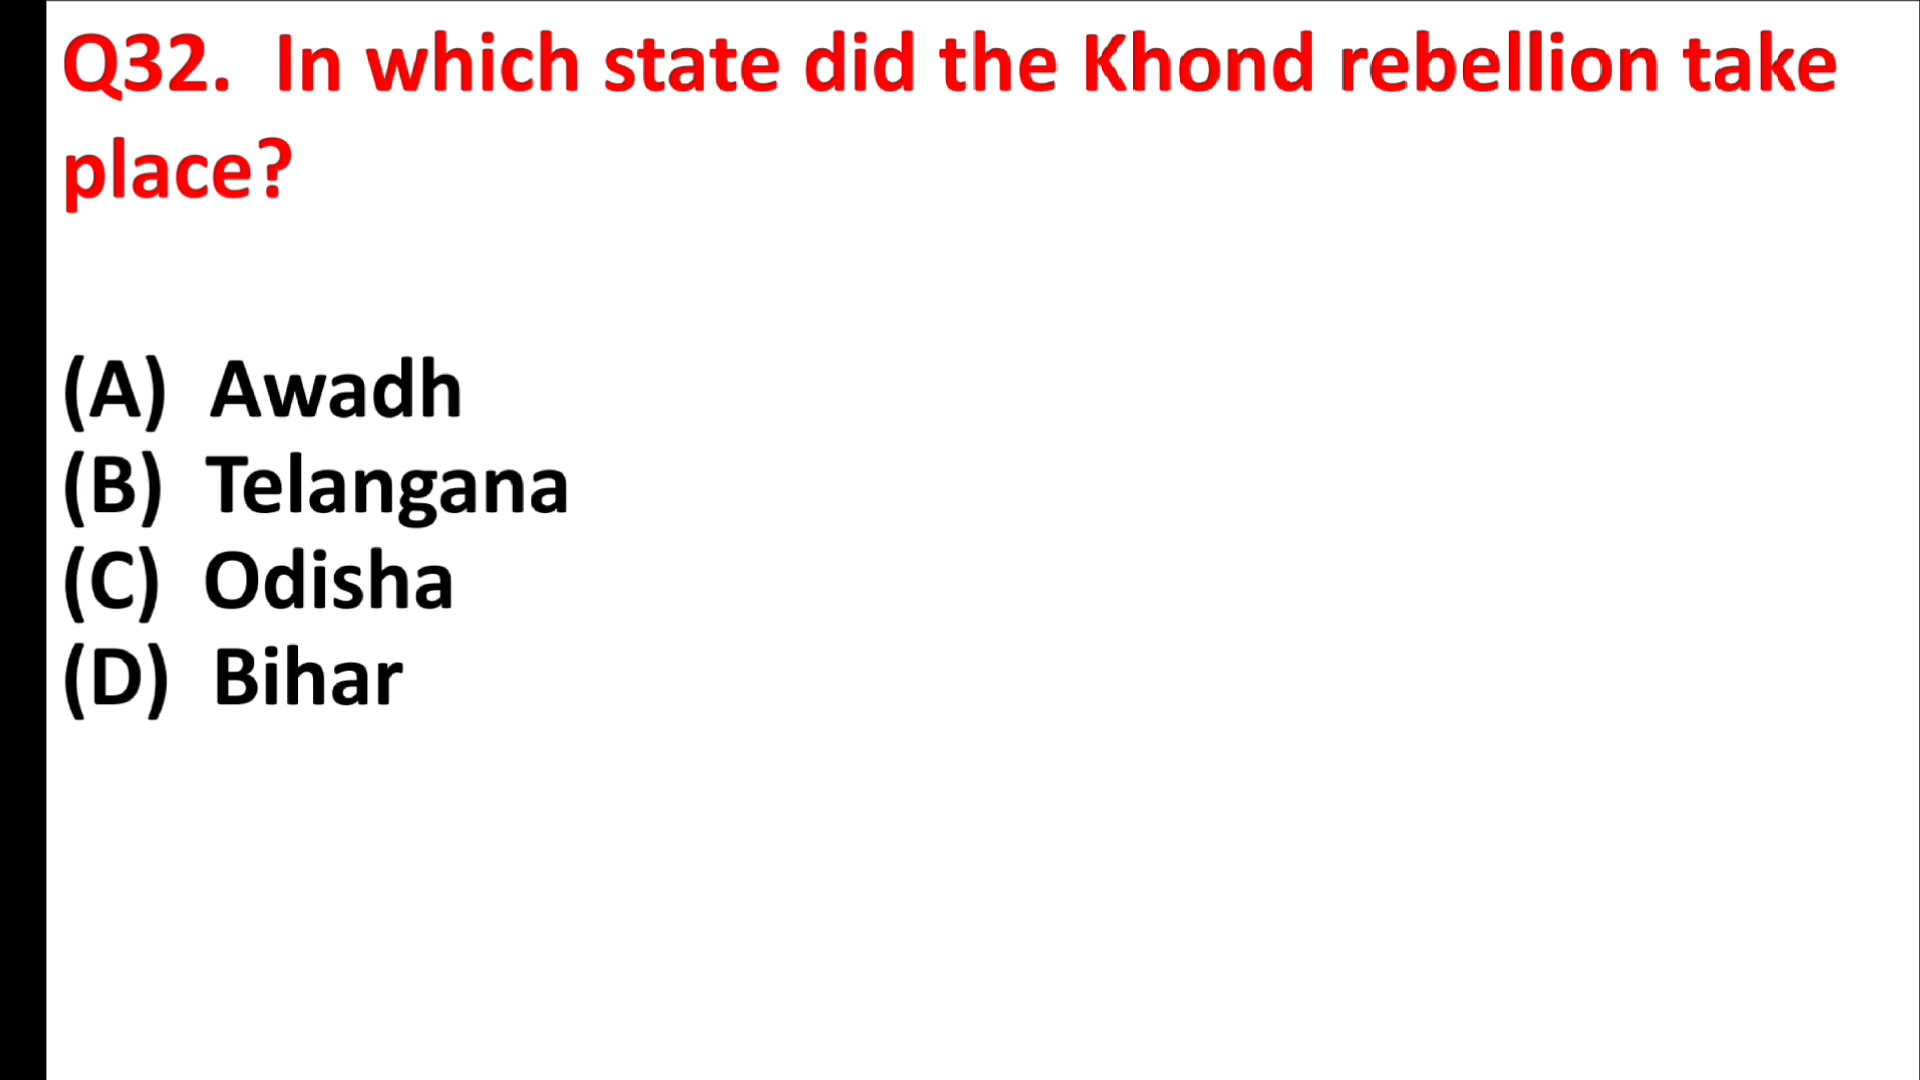 Q32. In which state did the Khond rebellion take
place?
(A) Awadh
(B) Telangana
(C) Odisha
(D) Bihar